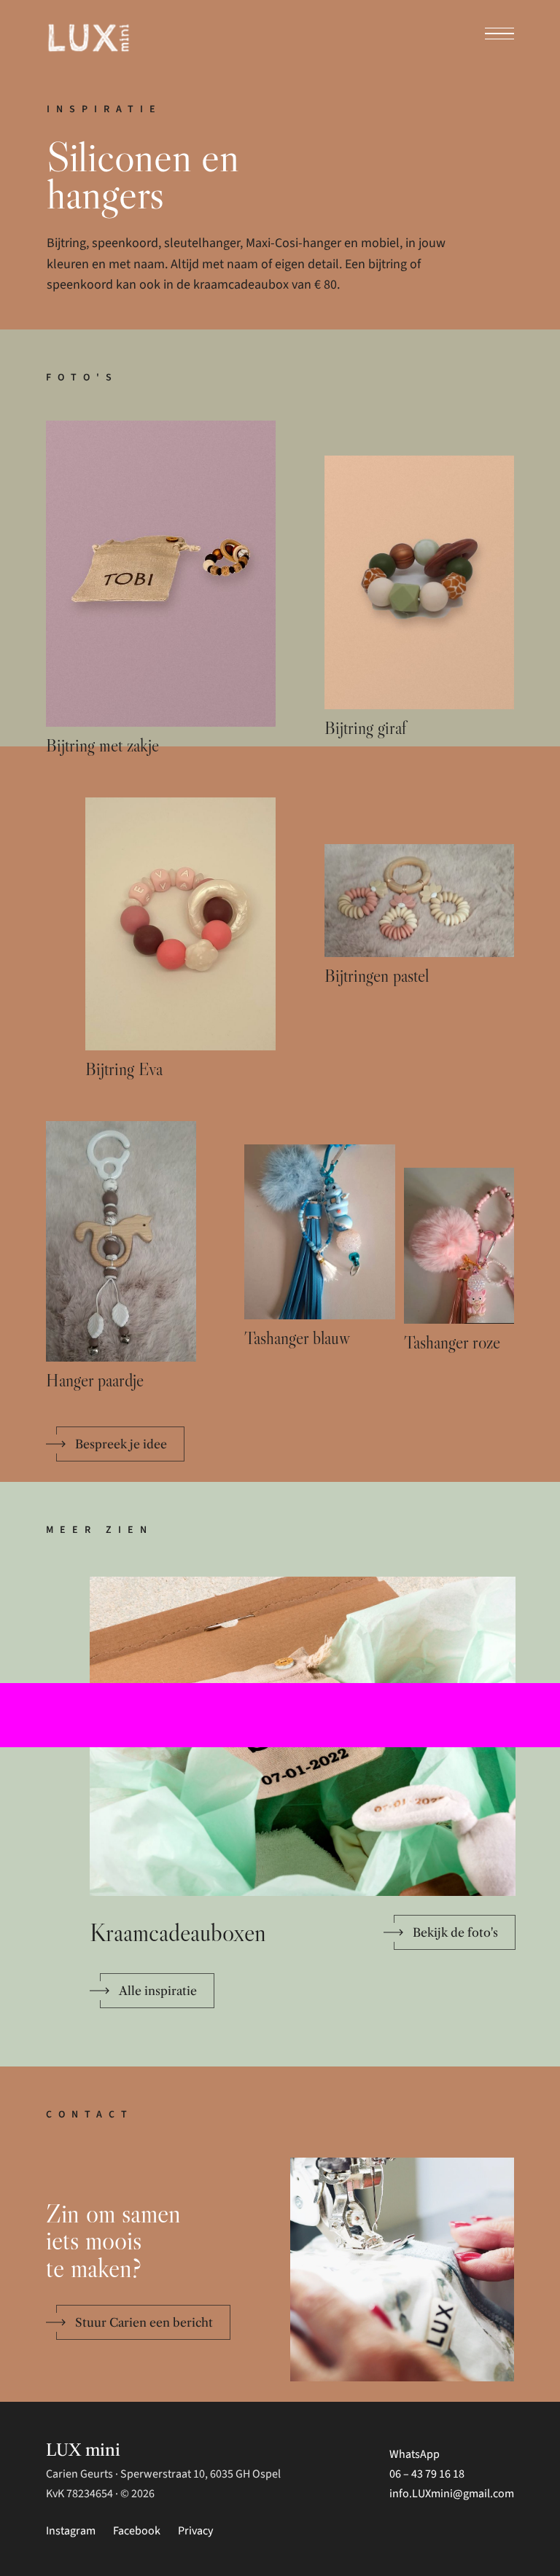 LUX mini
INSPIRATIE
Siliconen en
hangers
Bijtring, speenkoord, sleutelhanger, Maxi-Cosi-hanger en mobiel, in jouw
kleuren en met naam. Altijd met naam of eigen detail. Een bijtring of
speenkoord kan ook in de kraamcadeaubox van € 80.
FOTO'S
TOBI
Bijtring met zakje
Bijtring giraf
EVA
Bijtring Eva
Bijtringen pastel
Hanger paardje
Tashanger blauw
Tashanger roze
Bespreek je idee
MEER ZIEN
07-01-2022
07-01-2022
Kraamcadeauboxen
Bekijk de foto's
Alle inspiratie
CONTACT
Zin om samen
iets moois
te maken?
Stuur Carien een bericht
LUX
LUX mini
Carien Geurts · Sperwerstraat 10, 6035 GH Ospel
KvK 78234654 · © 2026
Instagram Facebook Privacy
WhatsApp
06 – 43 79 16 18
info.LUXmini@gmail.com